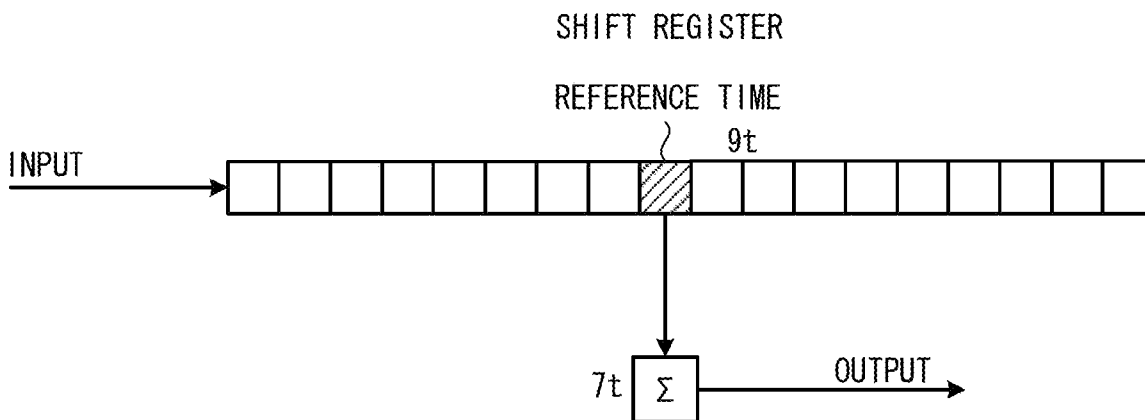 SHIFT REGISTER
REFERENCE TIME
9t
INPUT
7t
Σ
OUTPUT